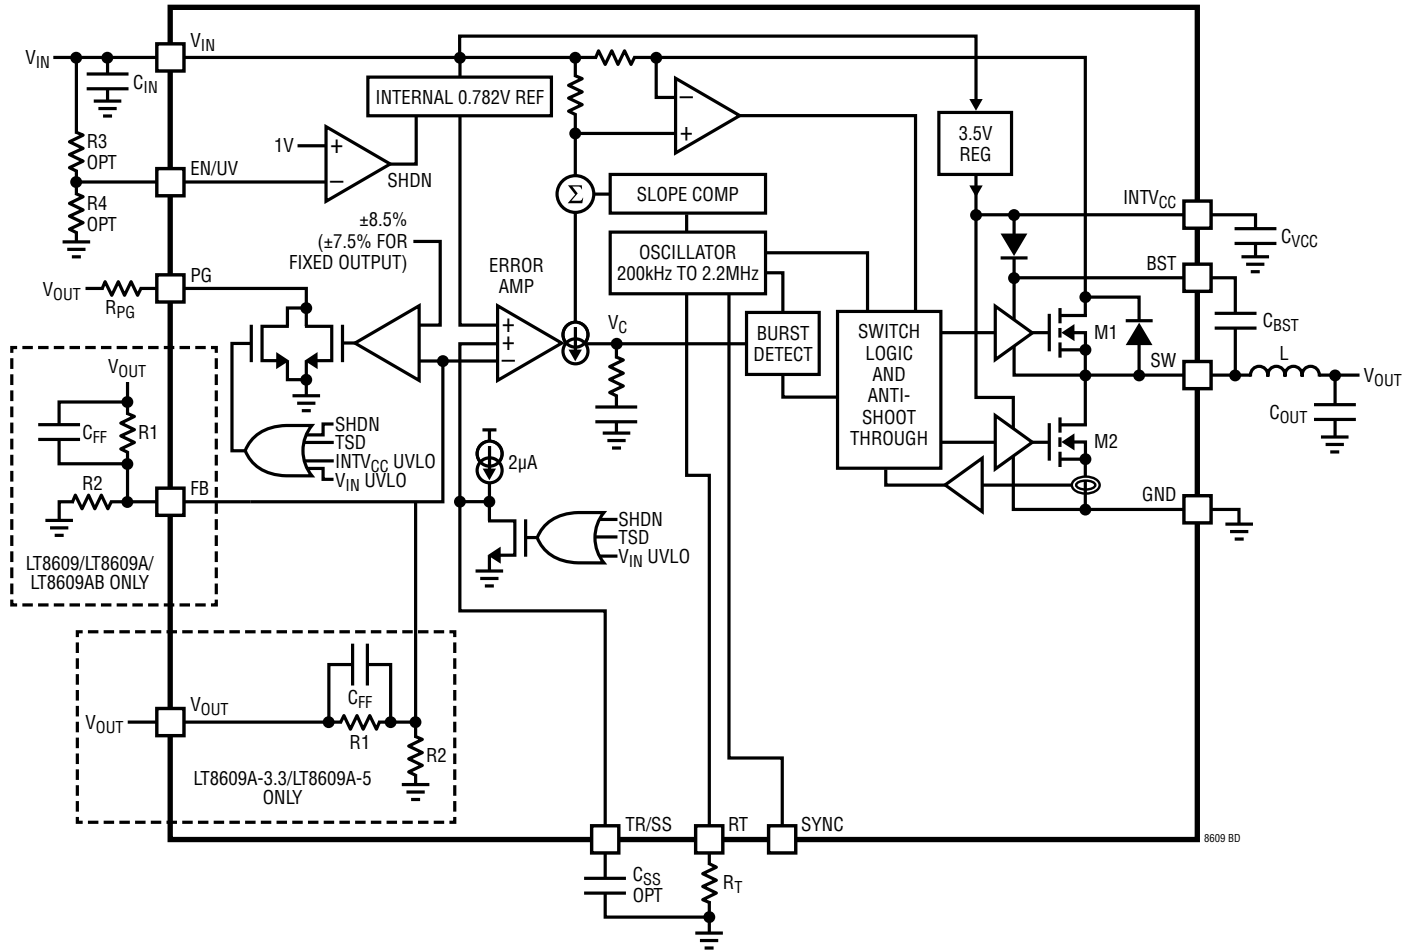 VIN
VIN
CIN
INTERNAL 0.782V REF
R3
OPT
1V
+
–
SHDN
EN/UV
R4
OPT
–
+
3.5V
REG
Σ
SLOPE COMP
INTVCC
CVCC
±8.5%
(±7.5% FOR
FIXED OUTPUT)
OSCILLATOR
200kHz TO 2.2MHz
BST
PG
VOUT
RPG
ERROR
AMP
+
+
–
VC
BURST
DETECT
SWITCH
LOGIC
AND
ANTI-
SHOOT
THROUGH
M1
CBST
SW
L
VOUT
COUT
M2
GND
VOUT
CFF
R1
R2
FB
LT8609/LT8609A/
LT8609AB ONLY
SHDN
TSD
INTVCC UVLO
VIN UVLO
2µA
SHDN
TSD
VIN UVLO
VOUT
VOUT
CFF
R1
R2
LT8609A-3.3/LT8609A-5
ONLY
TR/SS
RT
SYNC
8609 BD
CSS
OPT
RT